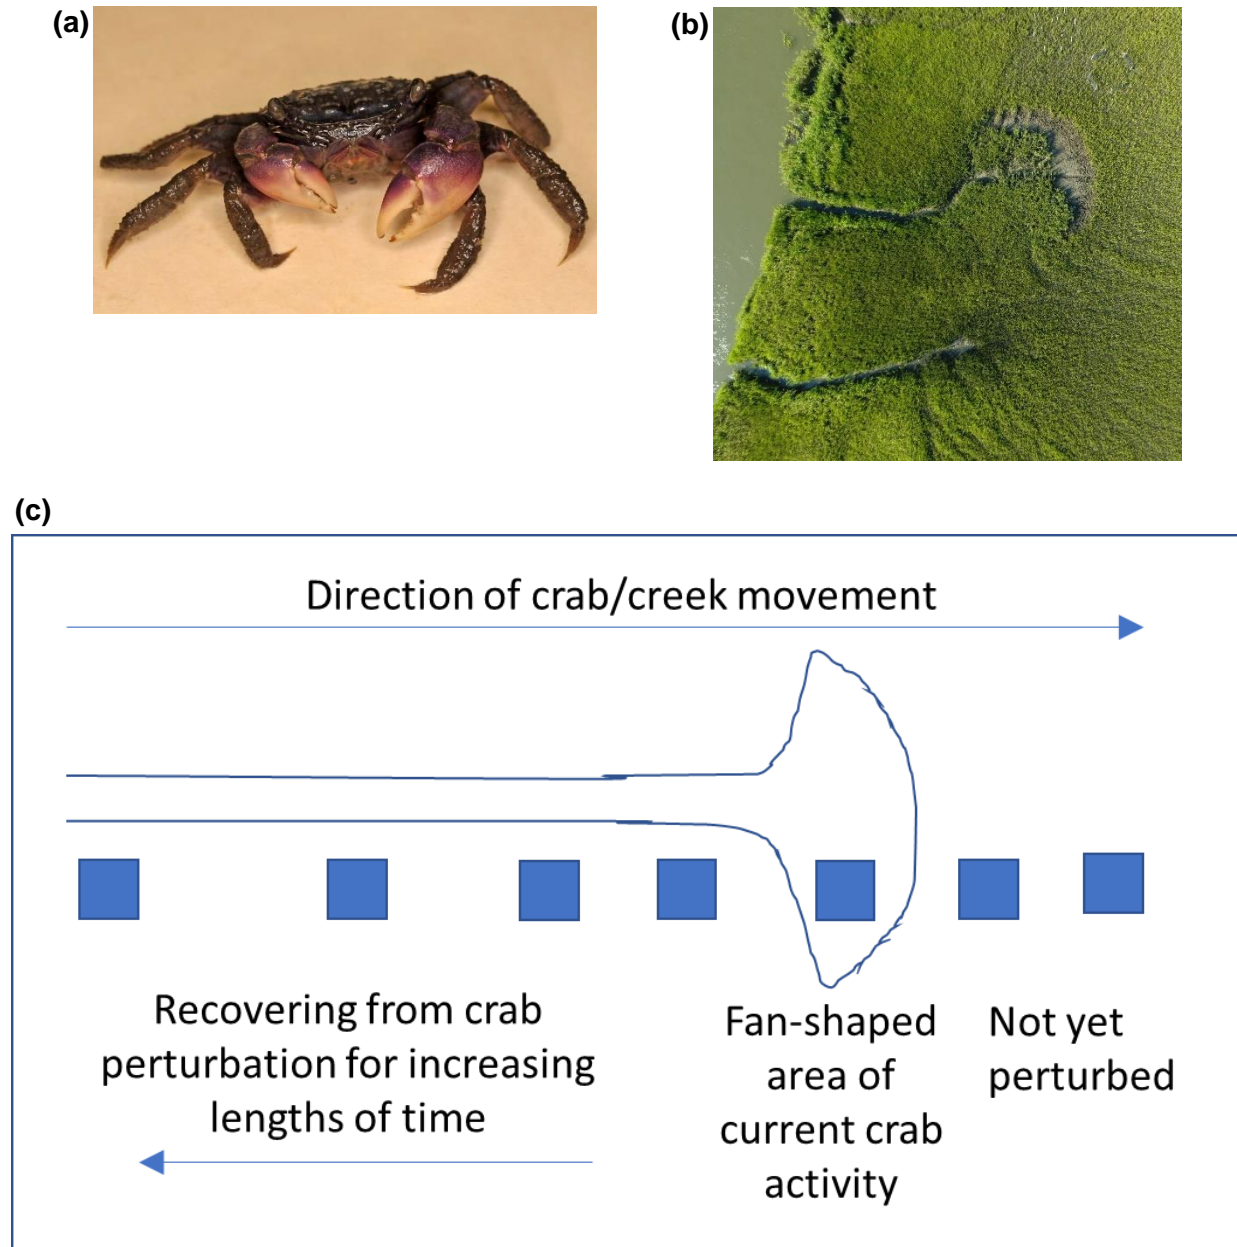 (a)
(b)
(c)
Direction of crab/creek movement
Recovering from crab
perturbation for increasing
lengths of time
Fan-shaped
area of
current crab
activity
Not yet
perturbed